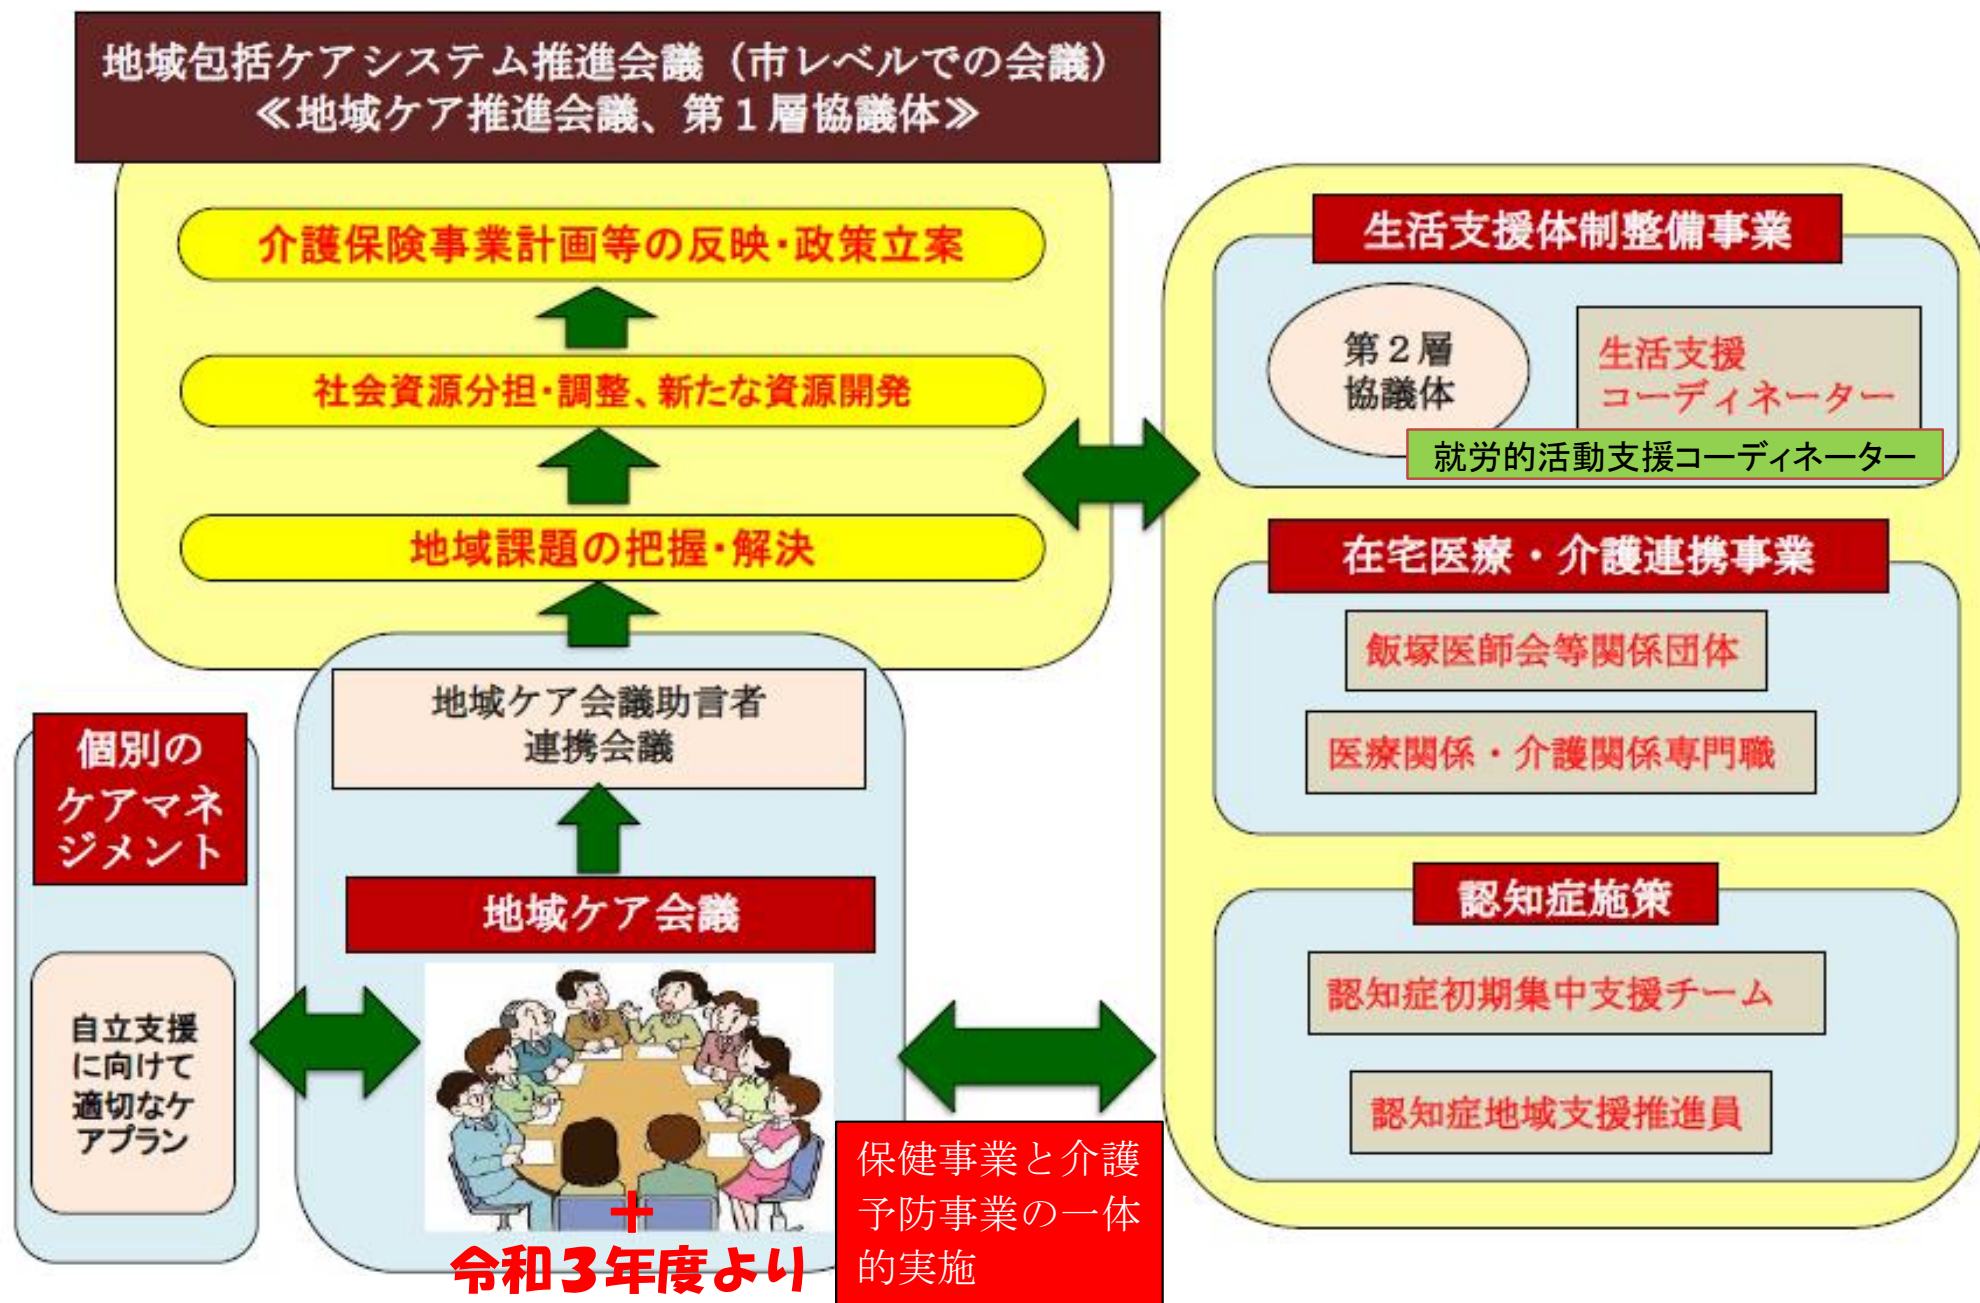 地域包括ケアシステム推進会議（市レベルでの会議）
≪地域ケア推進会議、第１層協議体≫
介護保険事業計画等の反映・政策立案
社会資源分担・調整、新たな資源開発
地域課題の把握・解決
地域ケア会議助言者
連携会議
地域ケア会議
個別の
ケアマネ
ジメント
自立支援
に向けて
適切なケ
アプラン
＋
令和３年度より
保健事業と介護
予防事業の一体
的実施
生活支援体制整備事業
第２層
協議体
生活支援
コーディネーター
就労的活動支援コーディネーター
在宅医療・介護連携事業
飯塚医師会等関係団体
医療関係・介護関係専門職
認知症施策
認知症初期集中支援チーム
認知症地域支援推進員